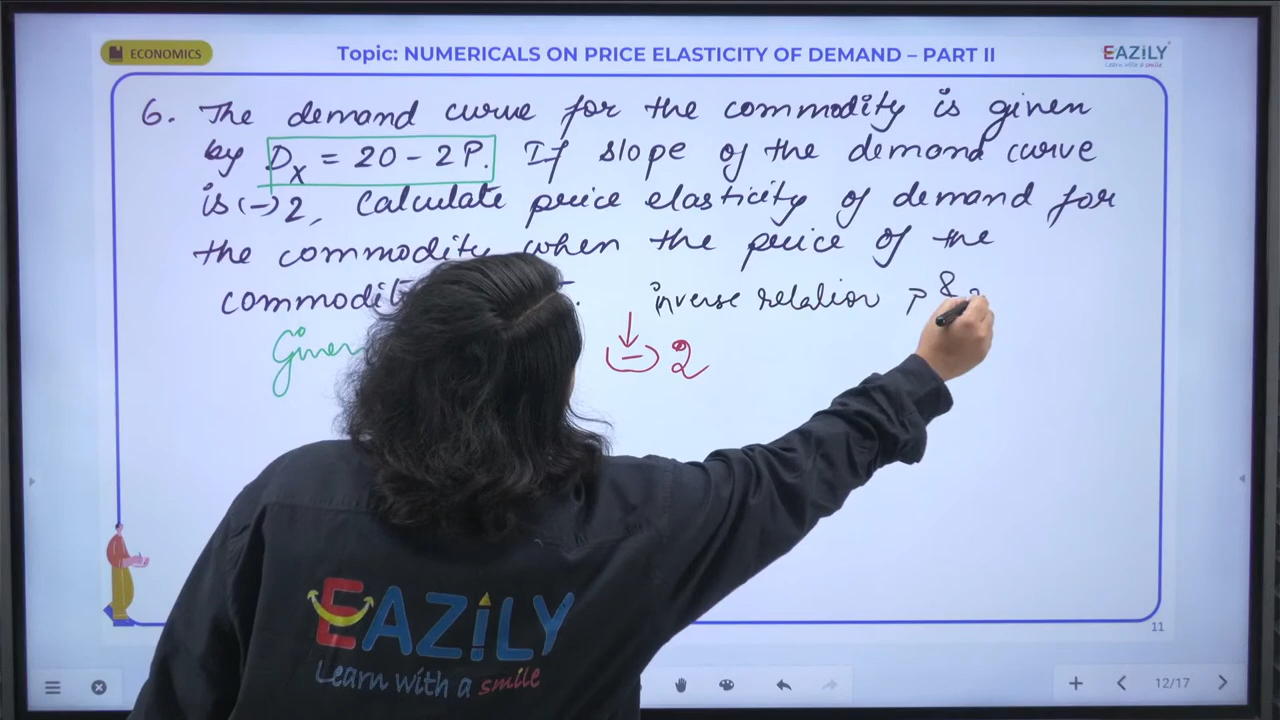 ECONOMICS
Topic: NUMERICALS ON PRICE ELASTICITY OF DEMAND – PART II
EAZiLY
Learn with a smile
6. The demand curve for the commodity is given
by Dx = 20 - 2P. If slope of the demand curve
is (-) 2, Calculate price elasticity of demand for
the commodity when the price of the
commodit
inverse relation P &
Given
(-) 2
EAZiLY
Learn with a smile
11
12/17